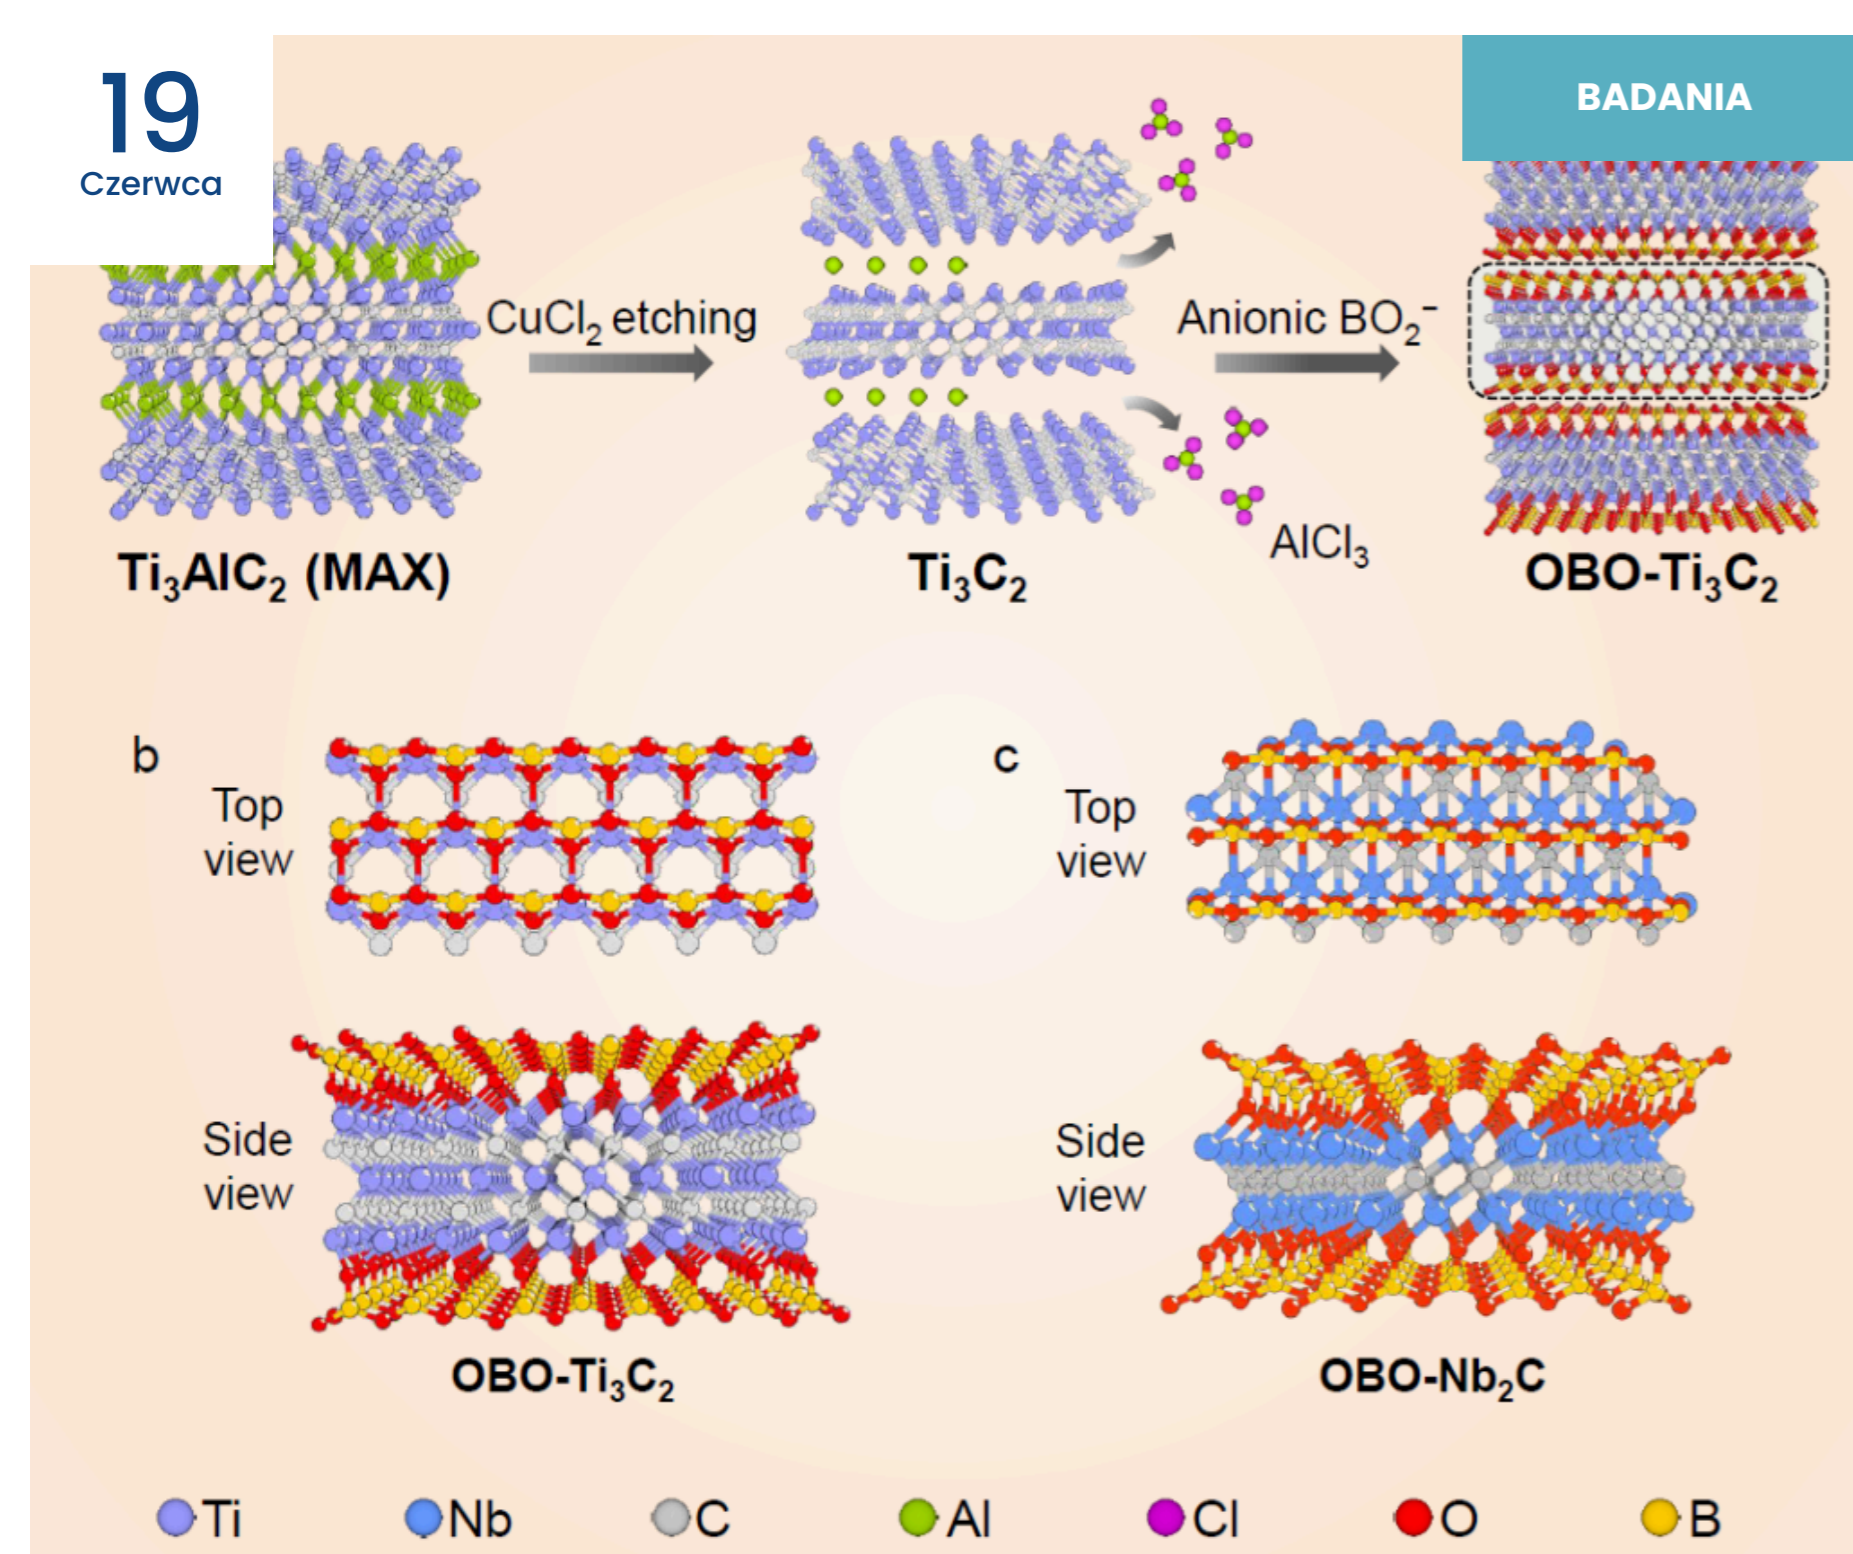 19
Czerwca
BADANIA
CuCl₂ etching
Anionic BO₂⁻
AlCl₃
Ti₃AlC₂ (MAX)
Ti₃C₂
OBO-Ti₃C₂
b
Top
view
Side
view
OBO-Ti₃C₂
c
Top
view
Side
view
OBO-Nb₂C
Ti
Nb
C
Al
Cl
O
B